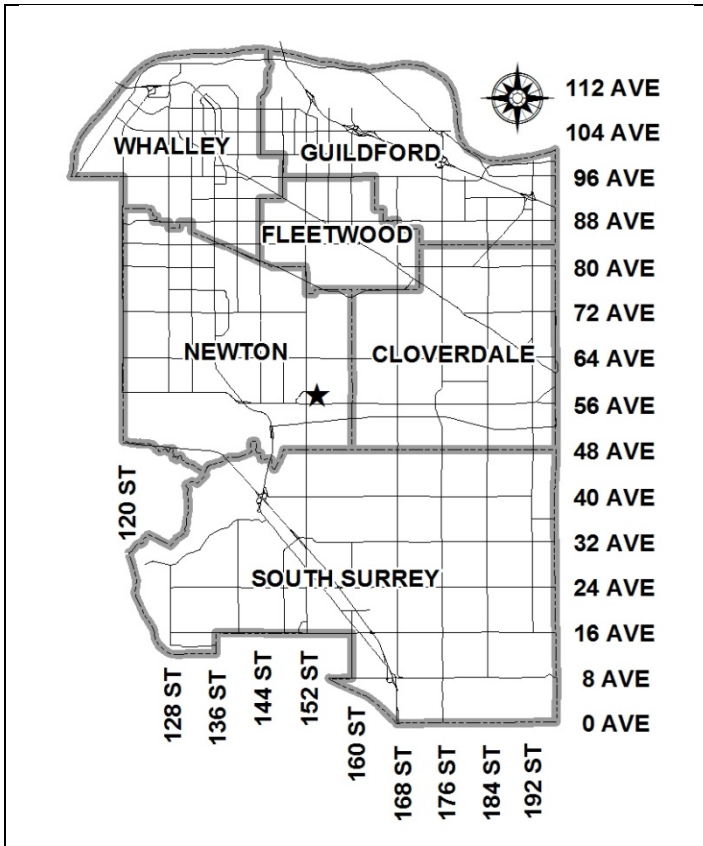 112 AVE
104 AVE
WHALLEY
GUILDFORD
96 AVE
88 AVE
FLEETWOOD
80 AVE
72 AVE
NEWTON
CLOVERDALE
64 AVE
56 AVE
48 AVE
120 ST
40 AVE
32 AVE
SOUTH SURREY
24 AVE
16 AVE
8 AVE
0 AVE
128 ST
136 ST
144 ST
152 ST
160 ST
168 ST
176 ST
184 ST
192 ST